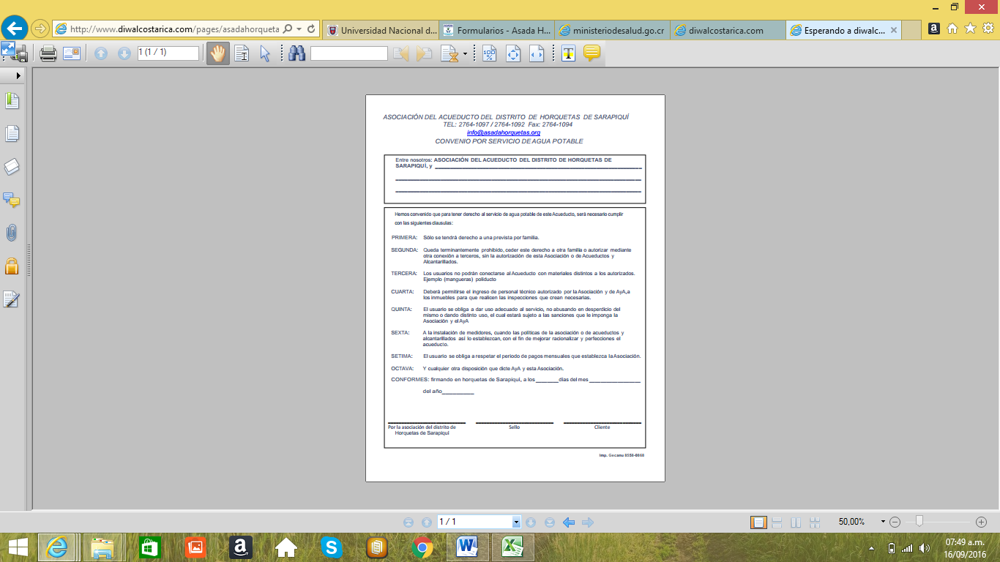 http://www.diwalcostarica.com/pages/asadahorqueta
Universidad Nacional d...
Formularios - Asada H...
ministeriodesalud.go.cr
diwalcostarica.com
Esperando a diwalc...
1 (1 / 1)
ASOCIACIÓN DEL ACUEDUCTO DEL DISTRITO DE HORQUETAS DE SARAPIQUÍ
TEL: 2764-1097 / 2764-1092 Fax: 2764-1094
info@asadahorquetas.org
CONVENIO POR SERVICIO DE AGUA POTABLE
Entre nosotros: ASOCIACIÓN DEL ACUEDUCTO DEL DISTRITO DE HORQUETAS DE
SARAPIQUÍ, y
Hemos convenido que para tener derecho al servicio de agua potable de este Acueducto, será necesario cumplir
con las siguientes clausulas:
PRIMERA: Sólo se tendrá derecho a una prevista por familia.
SEGUNDA: Queda terminantemente prohibido, ceder este derecho a otra familia o autorizar mediante
otra conexión a terceros, sin la autorización de esta Asociación o de Acueductos y
Alcantarillados.
TERCERA: Los usuarios no podrán conectarse al Acueducto con materiales distintos a los autorizados.
Ejemplo (mangueras) poliducto
CUARTA: Deberá permitirse el ingreso de personal técnico autorizado por la Asociación y de AyA,a
los inmuebles para que realicen las inspecciones que crean necesarias.
QUINTA: El usuario se obliga a dar uso adecuado al servicio, no abusando en desperdicio del
mismo o dando distinto uso, el cual estará sujeto a las sanciones que le imponga la
Asociación y el AyA
SEXTA: A la instalación de medidores, cuando las políticas de la asociación o de acueductos y
alcantarillados así lo establezcan, con el fin de mejorar racionalizar y perfecciones el
acueducto.
SETIMA: El usuario se obliga a respetar el periodo de pagos mensuales que establezca la Asociación.
OCTAVA: Y cualquier otra disposición que dicte AyA y esta Asociación.
CONFORMES: firmando en horquetas de Sarapiquí, a los ________días del mes __________________
del año___________
Por la asociación del distrito de
Horquetas de Sarapiquí
Sello
Cliente
Imp. Gecanu 8558-8868
1 / 1
50,00%
07:49 a.m.
16/09/2016